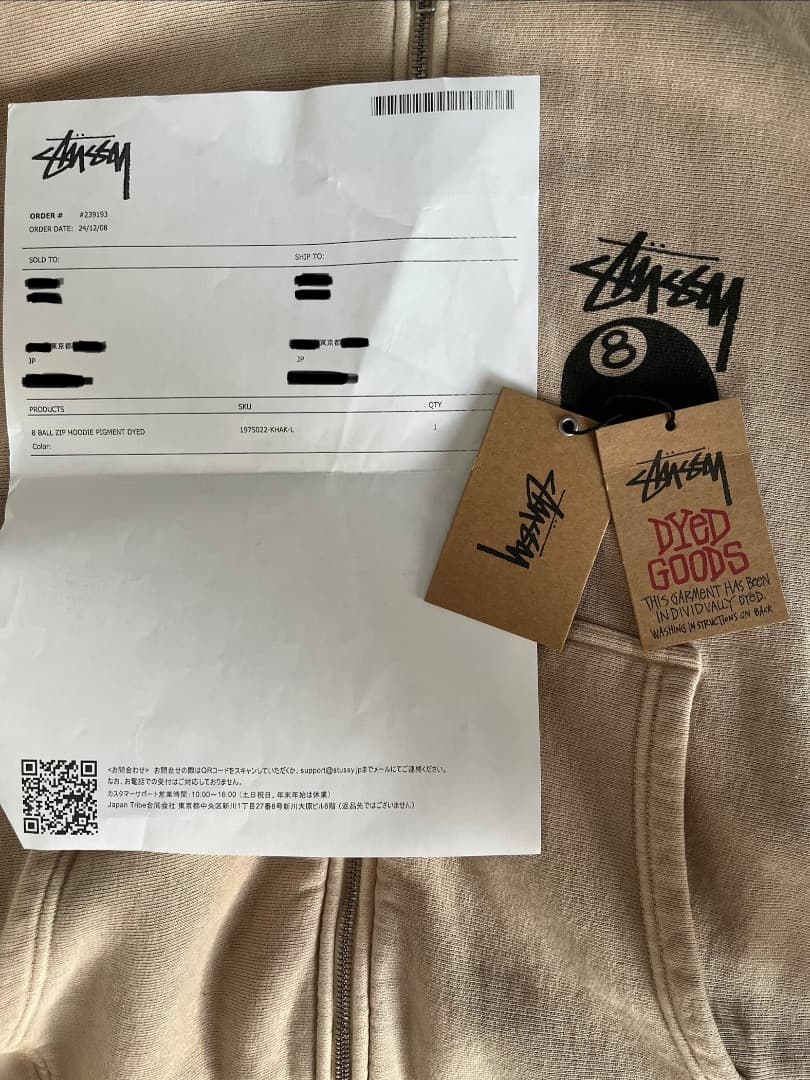 STÜSSY
ORDER # #239193
ORDER DATE: 24/12/08
SOLD TO: SHIP TO:
東京都 東京都
JP JP
PRODUCTS SKU QTY
8 BALL ZIP HOODIE PIGMENT DYED 1975022-KHAK-L 1
Color:
<お問合わせ> お問合せの際はQRコードをスキャンしていただくか、support@stussy.jpまでメールにてご連絡ください。
なお、お電話での受付はご対応しておりません。
カスタマーサポート営業時間:10:00~16:00(土日祝日、年末年始は休業)
Japan Tribe合同会社 東京都中央区新川1丁目27番8号新川大原ビル6階(返品先ではございません)
STÜSSY
8
STÜSSY
STÜSSY
DYED
GOODS
THIS GARMENT HAS BEEN
INDIVIDUALLY DYED.
WASHING INSTRUCTIONS ON BACK